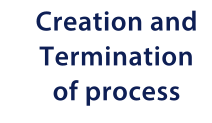 Creation and
Termination
of process